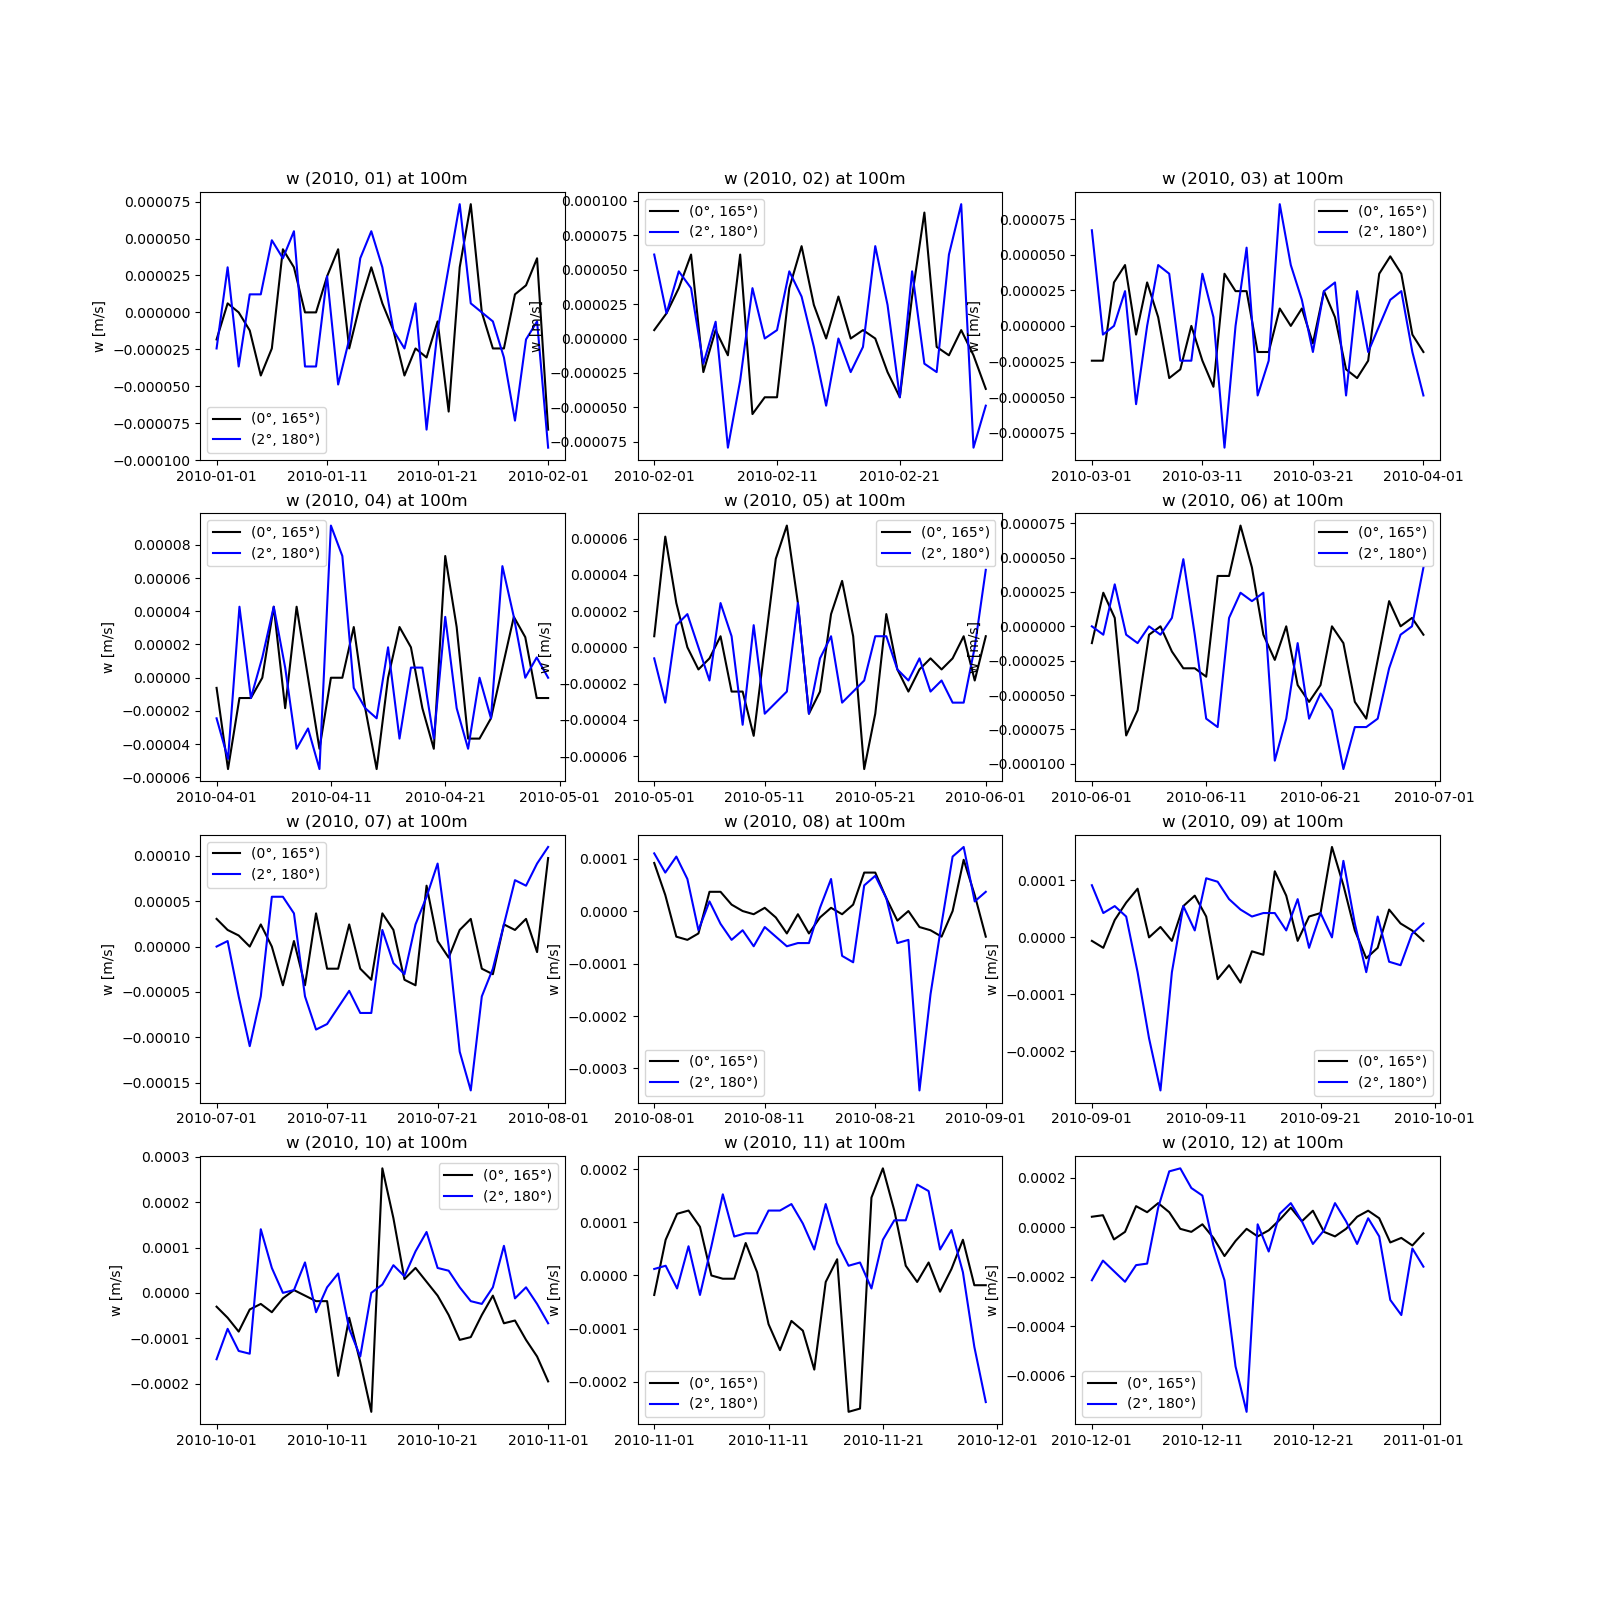 w (2010, 01) at 100m
w [m/s]
0.000075
0.000050
0.000025
0.000000
−0.000025
−0.000050
−0.000075
−0.000100
(0°, 165°)
(2°, 180°)
2010-01-01 2010-01-11 2010-01-21 2010-02-01
w (2010, 02) at 100m
w [m/s]
0.000100
0.000075
0.000050
0.000025
0.000000
−0.000025
−0.000050
−0.000075
(0°, 165°)
(2°, 180°)
2010-02-01 2010-02-11 2010-02-21
w (2010, 03) at 100m
w [m/s]
0.000075
0.000050
0.000025
0.000000
−0.000025
−0.000050
−0.000075
(0°, 165°)
(2°, 180°)
2010-03-01 2010-03-11 2010-03-21 2010-04-01
w (2010, 04) at 100m
w [m/s]
0.00008
0.00006
0.00004
0.00002
0.00000
−0.00002
−0.00004
−0.00006
(0°, 165°)
(2°, 180°)
2010-04-01 2010-04-11 2010-04-21 2010-05-01
w (2010, 05) at 100m
w [m/s]
0.00006
0.00004
0.00002
0.00000
−0.00002
−0.00004
−0.00006
(0°, 165°)
(2°, 180°)
2010-05-01 2010-05-11 2010-05-21 2010-06-01
w (2010, 06) at 100m
w [m/s]
0.000075
0.000050
0.000025
0.000000
−0.000025
−0.000050
−0.000075
−0.000100
(0°, 165°)
(2°, 180°)
2010-06-01 2010-06-11 2010-06-21 2010-07-01
w (2010, 07) at 100m
w [m/s]
0.00010
0.00005
0.00000
−0.00005
−0.00010
−0.00015
(0°, 165°)
(2°, 180°)
2010-07-01 2010-07-11 2010-07-21 2010-08-01
w (2010, 08) at 100m
w [m/s]
0.0001
0.0000
−0.0001
−0.0002
−0.0003
(0°, 165°)
(2°, 180°)
2010-08-01 2010-08-11 2010-08-21 2010-09-01
w (2010, 09) at 100m
w [m/s]
0.0001
0.0000
−0.0001
−0.0002
(0°, 165°)
(2°, 180°)
2010-09-01 2010-09-11 2010-09-21 2010-10-01
w (2010, 10) at 100m
w [m/s]
0.0003
0.0002
0.0001
0.0000
−0.0001
−0.0002
(0°, 165°)
(2°, 180°)
2010-10-01 2010-10-11 2010-10-21 2010-11-01
w (2010, 11) at 100m
w [m/s]
0.0002
0.0001
0.0000
−0.0001
−0.0002
(0°, 165°)
(2°, 180°)
2010-11-01 2010-11-11 2010-11-21 2010-12-01
w (2010, 12) at 100m
w [m/s]
0.0002
0.0000
−0.0002
−0.0004
−0.0006
(0°, 165°)
(2°, 180°)
2010-12-01 2010-12-11 2010-12-21 2011-01-01